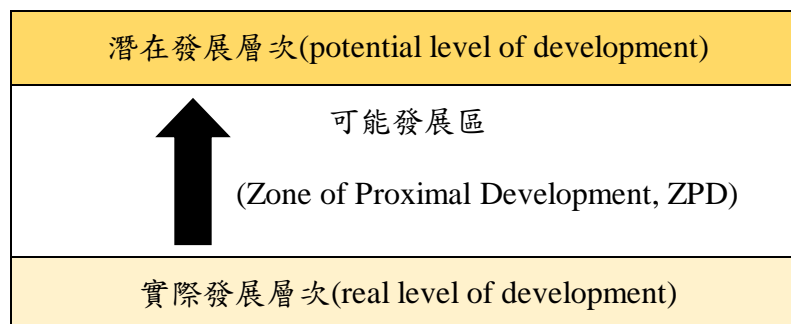 潛在發展層次(potential level of development)
可能發展區
(Zone of Proximal Development, ZPD)
實際發展層次(real level of development)